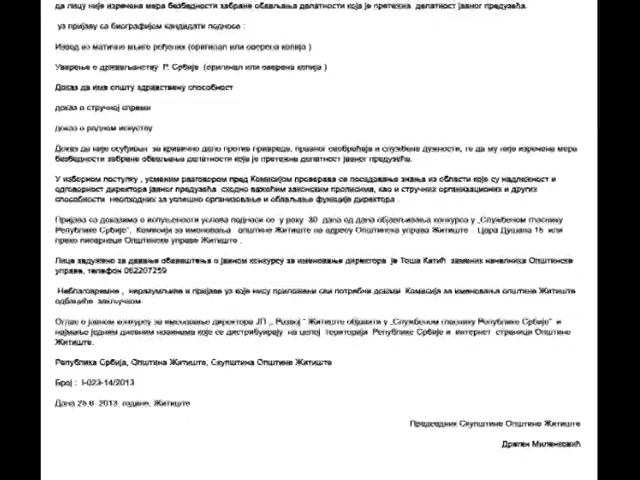 да лицу није изречена мера безбедности забране обављања делатности која је претежна делатност јавног предузећа.
уз пријаву са биографијом кандидати подносе :
Извод из матичне књиге рођених (оригинал или оверена копија )
Уверење о држављанству Р. Србије (оригинал или оверена копија )
Доказ да има општу здравствену способност
доказ о стручној спреми
доказ о радном искуству
Доказ да није осуђиван за кривично дело против привреде, правног саобраћаја и службене дужности, те да му није изречена мера
безбедности забране обављања делатности која је претежна делатност јавног предузећа.
У изборном поступку , усменим разговором пред Комисијом проверава се поседовање знања из области које су надлежност и
одговорност директора јавног предузећа сходно важећим законским прописима, као и стручних организационих и других
способности неопходних за успешно организовање и обављање функције директора .
Пријава са доказима о испуњености услова подноси се у року 30 дана од дана објављивања конкурса у „Службеном гласнику
Републике Србије“, Комисија за именовања општине Житиште на адресу Општинска управа Житиште Цара Душана 15 или
преко писарнице Општинске управе Житиште .
Лице задужено за давање обавештења о јавном конкурсу за именовање директора је Тоша Катић заменик начелника Општинске
управе, телефон 062207259
Неблаговремене , неразумљиве и пријаве уз које нису приложени сви потребни докази Комисија за именовања општине Житиште
одбациће закључком.
Оглас о јавном конкурсу за именовање директора ЈП ,, Развој " Житиште објавити у „Службеном гласнику Републике Србије“ и
најмање једним дневним новинама које се дистрибуирају на целој територији Републике Србије и интернет страници Општине
Житиште.
Република Србија, Општина Житиште, Скупштина Општине Житиште
Број : I-023-14/2013
Дана 25.6. 2013. године, Житиште
Председник Скупштине Општине Житиште
Драган Миленковић